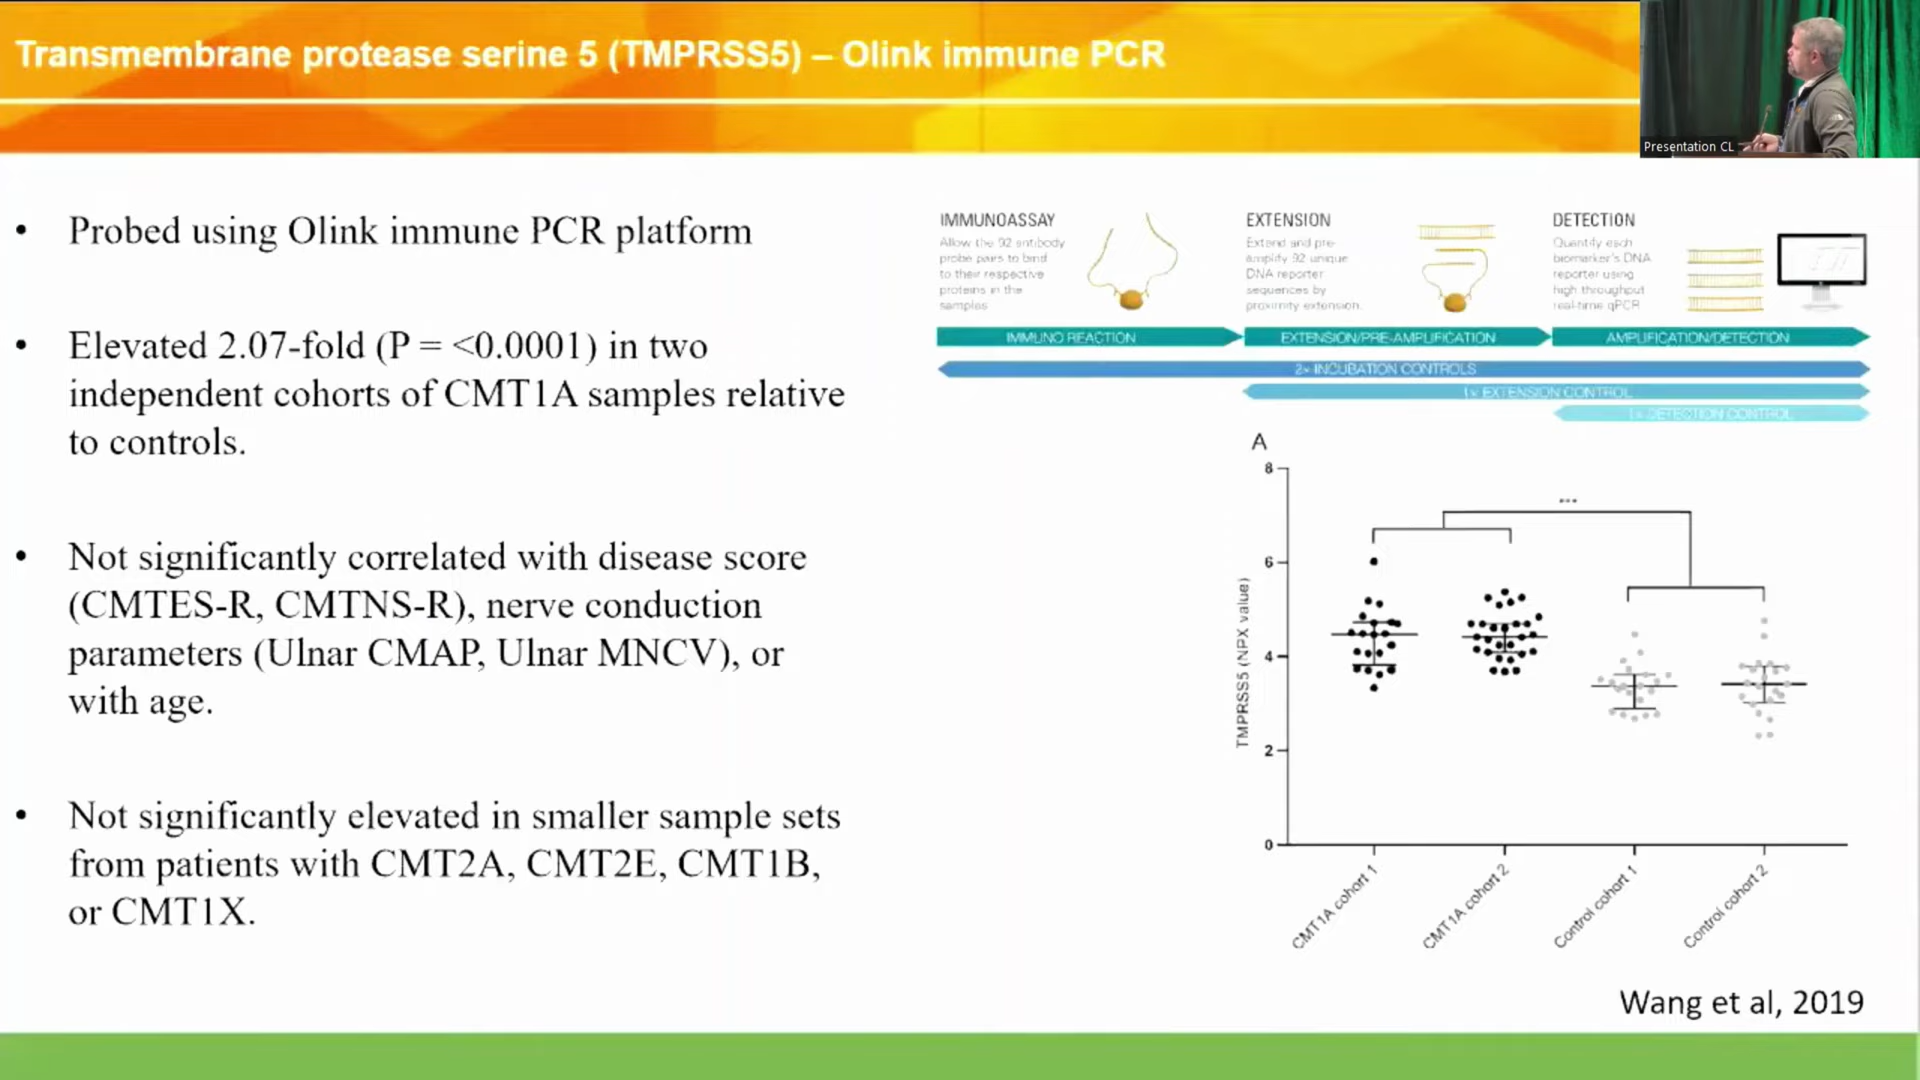 Transmembrane protease serine 5 (TMPRSS5) – Olink immune PCR
Presentation CL
• Probed using Olink immune PCR platform
• Elevated 2.07-fold (P = <0.0001) in two
independent cohorts of CMT1A samples relative
to controls.
• Not significantly correlated with disease score
(CMTES-R, CMTNS-R), nerve conduction
parameters (Ulnar CMAP, Ulnar MNCV), or
with age.
• Not significantly elevated in smaller sample sets
from patients with CMT2A, CMT2E, CMT1B,
or CMT1X.
IMMUNOASSAY
Allow the 92 antibody
probe pairs to bind
to their respective
proteins in the
samples
EXTENSION
Extend and pre-
amplify 92 unique
DNA reporter
sequences by
proximity extension.
DETECTION
Quantify each
biomarker's DNA
reporter using
high throughput
real-time qPCR
IMMUNO REACTION
EXTENSION/PRE-AMPLIFICATION
AMPLIFICATION/DETECTION
2x INCUBATION CONTROLS
1x EXTENSION CONTROL
1x DETECTION CONTROL
A
***
TMPRSS5 (NPX value)
8
6
4
2
0
CMT1A cohort 1
CMT1A cohort 2
Control cohort 1
Control cohort 2
Wang et al, 2019